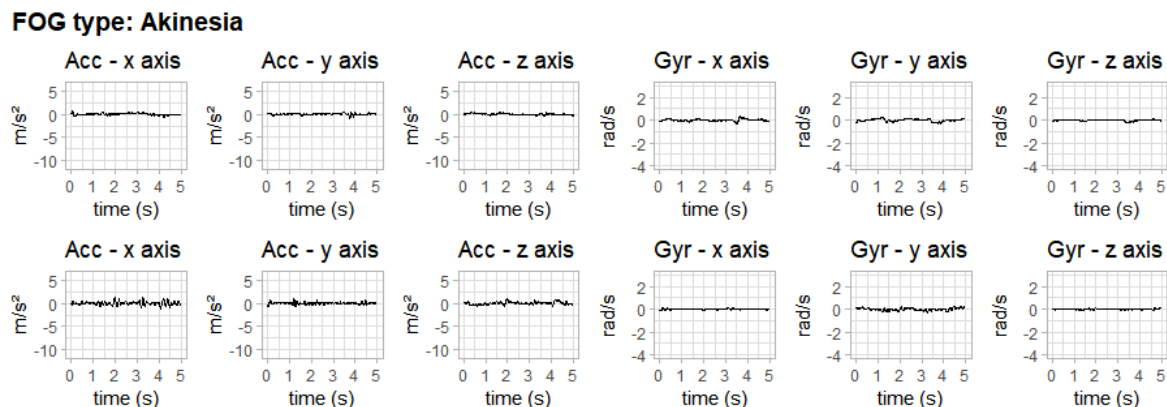 FOG type: Akinesia
Acc - x axis Acc - y axis Acc - z axis Gyr - x axis Gyr - y axis Gyr - z axis
m/s² m/s² m/s² rad/s rad/s rad/s
5 5 5 2 2 2
0 0 0 0 0 0
-5 -5 -5 -2 -2 -2
-10 -10 -10 -4 -4 -4
0 1 2 3 4 5 0 1 2 3 4 5 0 1 2 3 4 5 0 1 2 3 4 5 0 1 2 3 4 5 0 1 2 3 4 5
time (s) time (s) time (s) time (s) time (s) time (s)
Acc - x axis Acc - y axis Acc - z axis Gyr - x axis Gyr - y axis Gyr - z axis
m/s² m/s² m/s² rad/s rad/s rad/s
5 5 5 2 2 2
0 0 0 0 0 0
-5 -5 -5 -2 -2 -2
-10 -10 -10 -4 -4 -4
0 1 2 3 4 5 0 1 2 3 4 5 0 1 2 3 4 5 0 1 2 3 4 5 0 1 2 3 4 5 0 1 2 3 4 5
time (s) time (s) time (s) time (s) time (s) time (s)